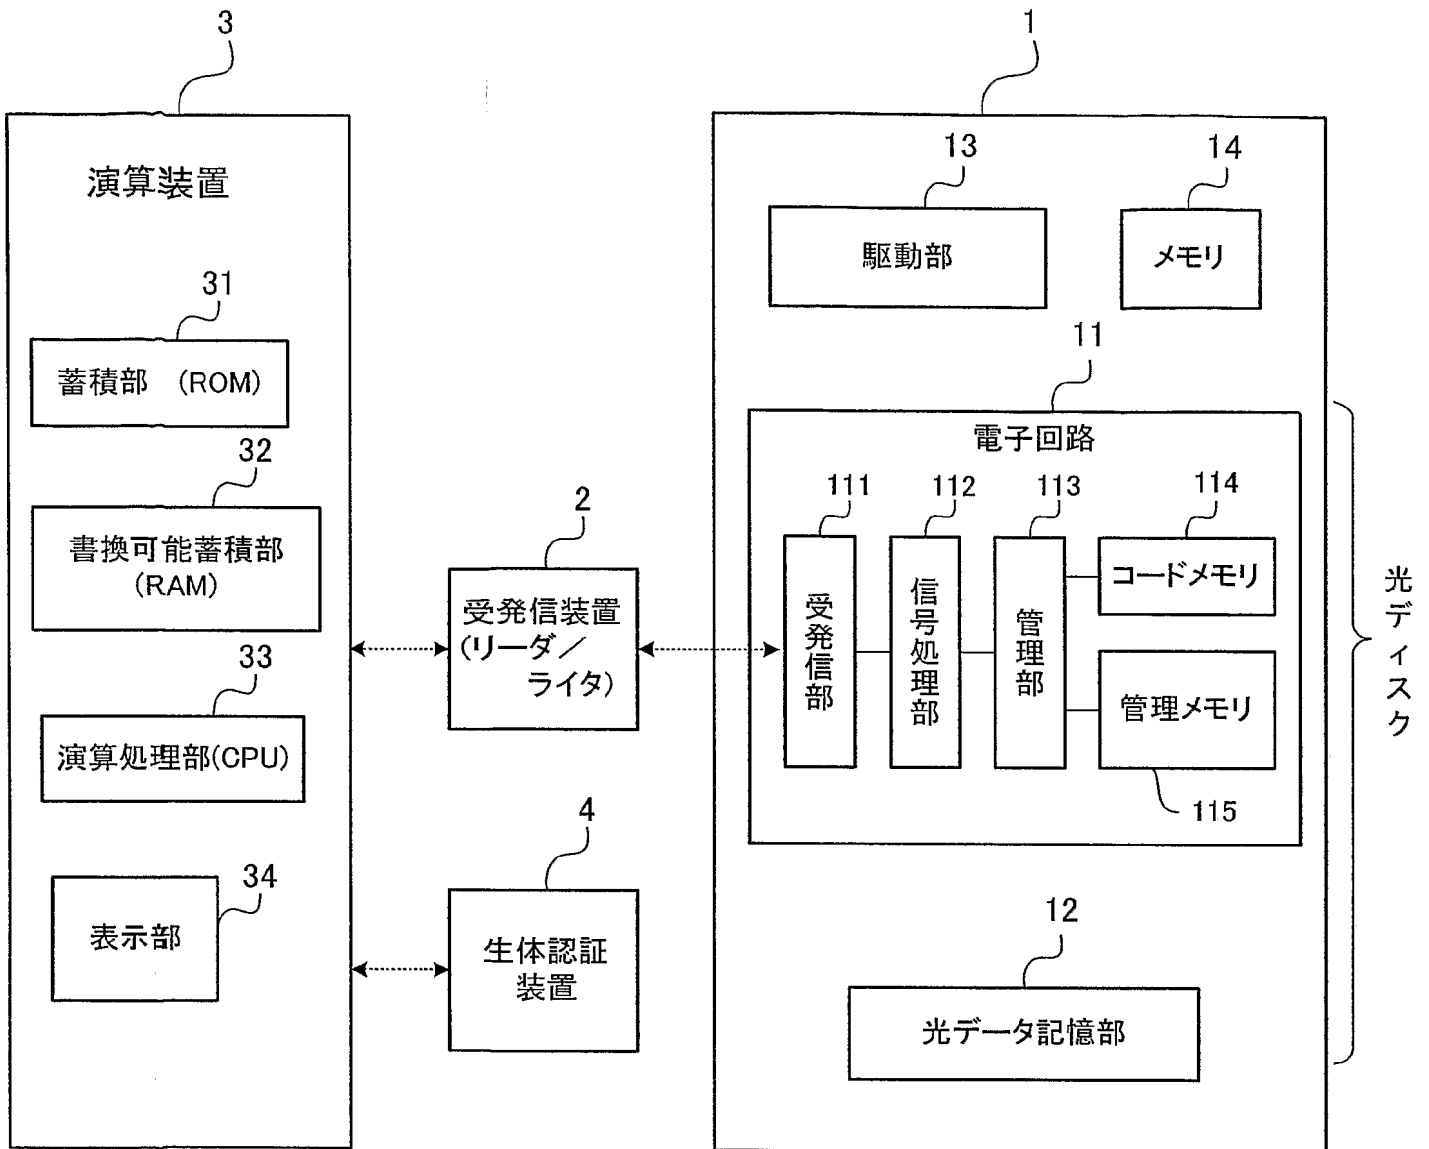 3
演算装置
31
蓄積部 (ROM)
32
書換可能蓄積部
(RAM)
33
演算処理部(CPU)
34
表示部
2
受発信装置
(リーダ/
ライタ)
4
生体認証
装置
1
13
駆動部
14
メモリ
11
電子回路
111
受発信部
112
信号処理部
113
管理部
114
コードメモリ
管理メモリ
115
12
光データ記憶部
光ディスク